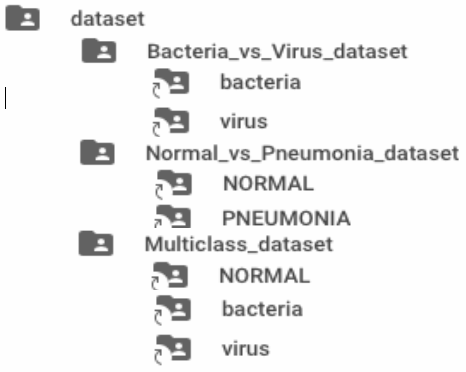 dataset
Bacteria_vs_Virus_dataset
bacteria
virus
Normal_vs_Pneumonia_dataset
NORMAL
PNEUMONIA
Multiclass_dataset
NORMAL
bacteria
virus